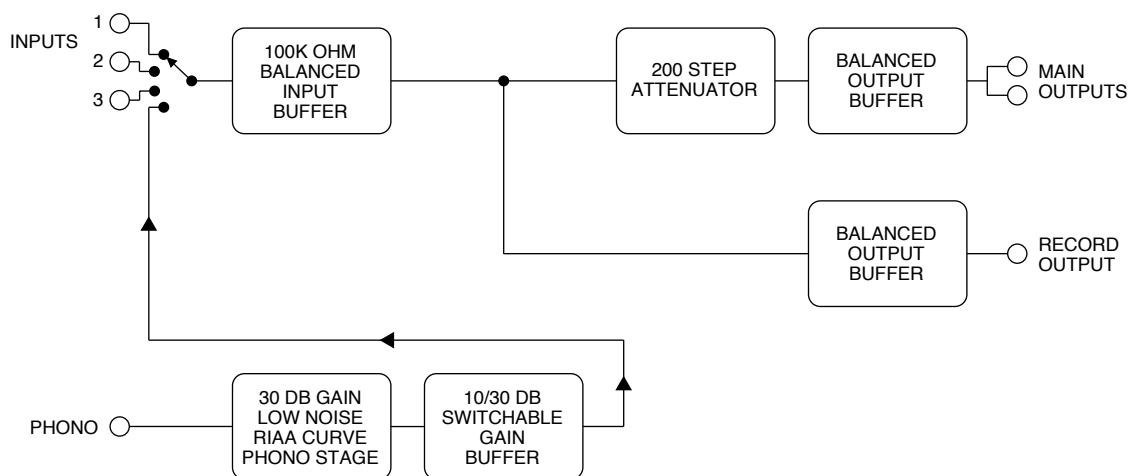 INPUTS
1
2
3
100K OHM
BALANCED
INPUT
BUFFER
200 STEP
ATTENUATOR
BALANCED
OUTPUT
BUFFER
MAIN
OUTPUTS
BALANCED
OUTPUT
BUFFER
RECORD
OUTPUT
PHONO
30 DB GAIN
LOW NOISE
RIAA CURVE
PHONO STAGE
10/30 DB
SWITCHABLE
GAIN
BUFFER